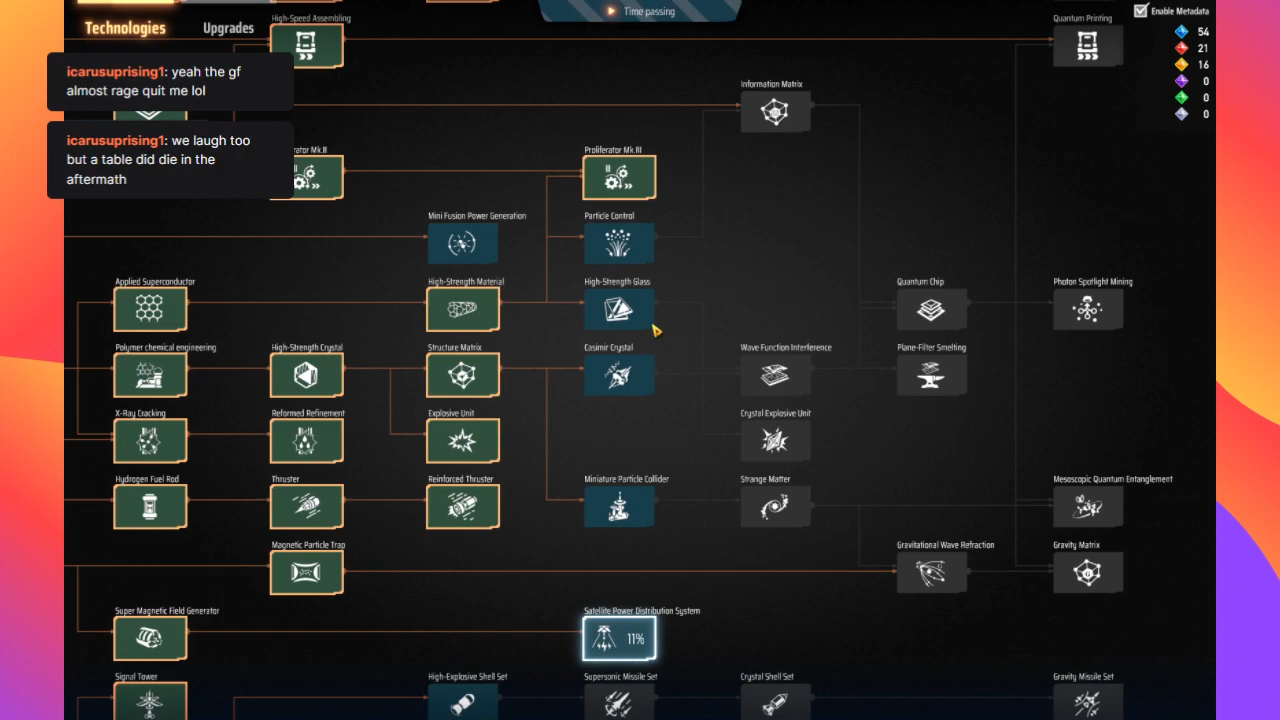 High-Speed Assembling
Time passing
Enable Metadata
Technologies
Upgrades
Quantum Printing
54
21
16
0
0
0
icarusuprising1: yeah the gf
almost rage quit me lol
Information Matrix
icarusuprising1: we laugh too
but a table did die in the
aftermath
Proliferator Mk.III
Mini Fusion Power Generation
Particle Control
Applied Superconductor
High-Strength Material
High-Strength Glass
Quantum Chip
Photon Spotlight Mining
Polymer chemical engineering
High-Strength Crystal
Structure Matrix
Casimir Crystal
Wave Function Interference
Plane-Filter Smelting
X-Ray Cracking
Reformed Refinement
Explosive Unit
Crystal Explosive Unit
Hydrogen Fuel Rod
Thruster
Reinforced Thruster
Miniature Particle Collider
Strange Matter
Mesoscopic Quantum Entanglement
Magnetic Particle Trap
Gravitational Wave Refraction
Gravity Matrix
Super Magnetic Field Generator
Satellite Power Distribution System
11%
Signal Tower
High-Explosive Shell Set
Supersonic Missile Set
Crystal Shell Set
Gravity Missile Set